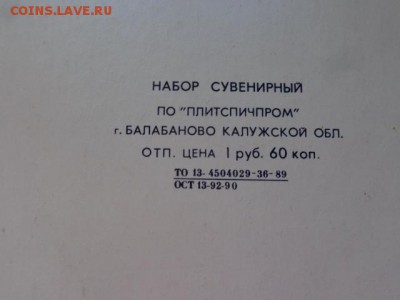 COINS.LAVE.RU
НАБОР СУВЕНИРНЫЙ
ПО "ПЛИТСПИЧПРОМ"
г. БАЛАБАНОВО КАЛУЖСКОЙ ОБЛ.
ОТП. ЦЕНА 1 руб. 60 коп.
ТО 13- 4504029-36-89
ОСТ 13-92-90